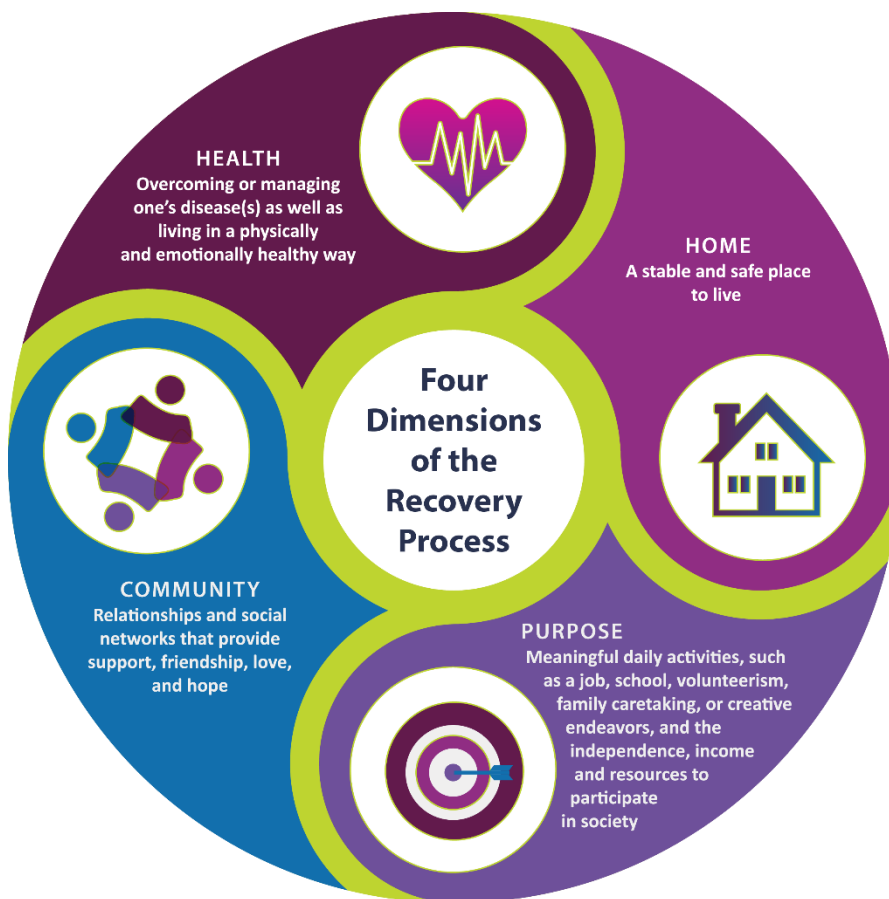 HEALTH
Overcoming or managing
one’s disease(s) as well as
living in a physically
and emotionally healthy way
HOME
A stable and safe place
to live
Four
Dimensions
of the
Recovery
Process
COMMUNITY
Relationships and social
networks that provide
support, friendship, love,
and hope
PURPOSE
Meaningful daily activities, such
as a job, school, volunteerism,
family caretaking, or creative
endeavors, and the
independence, income
and resources to
participate
in society